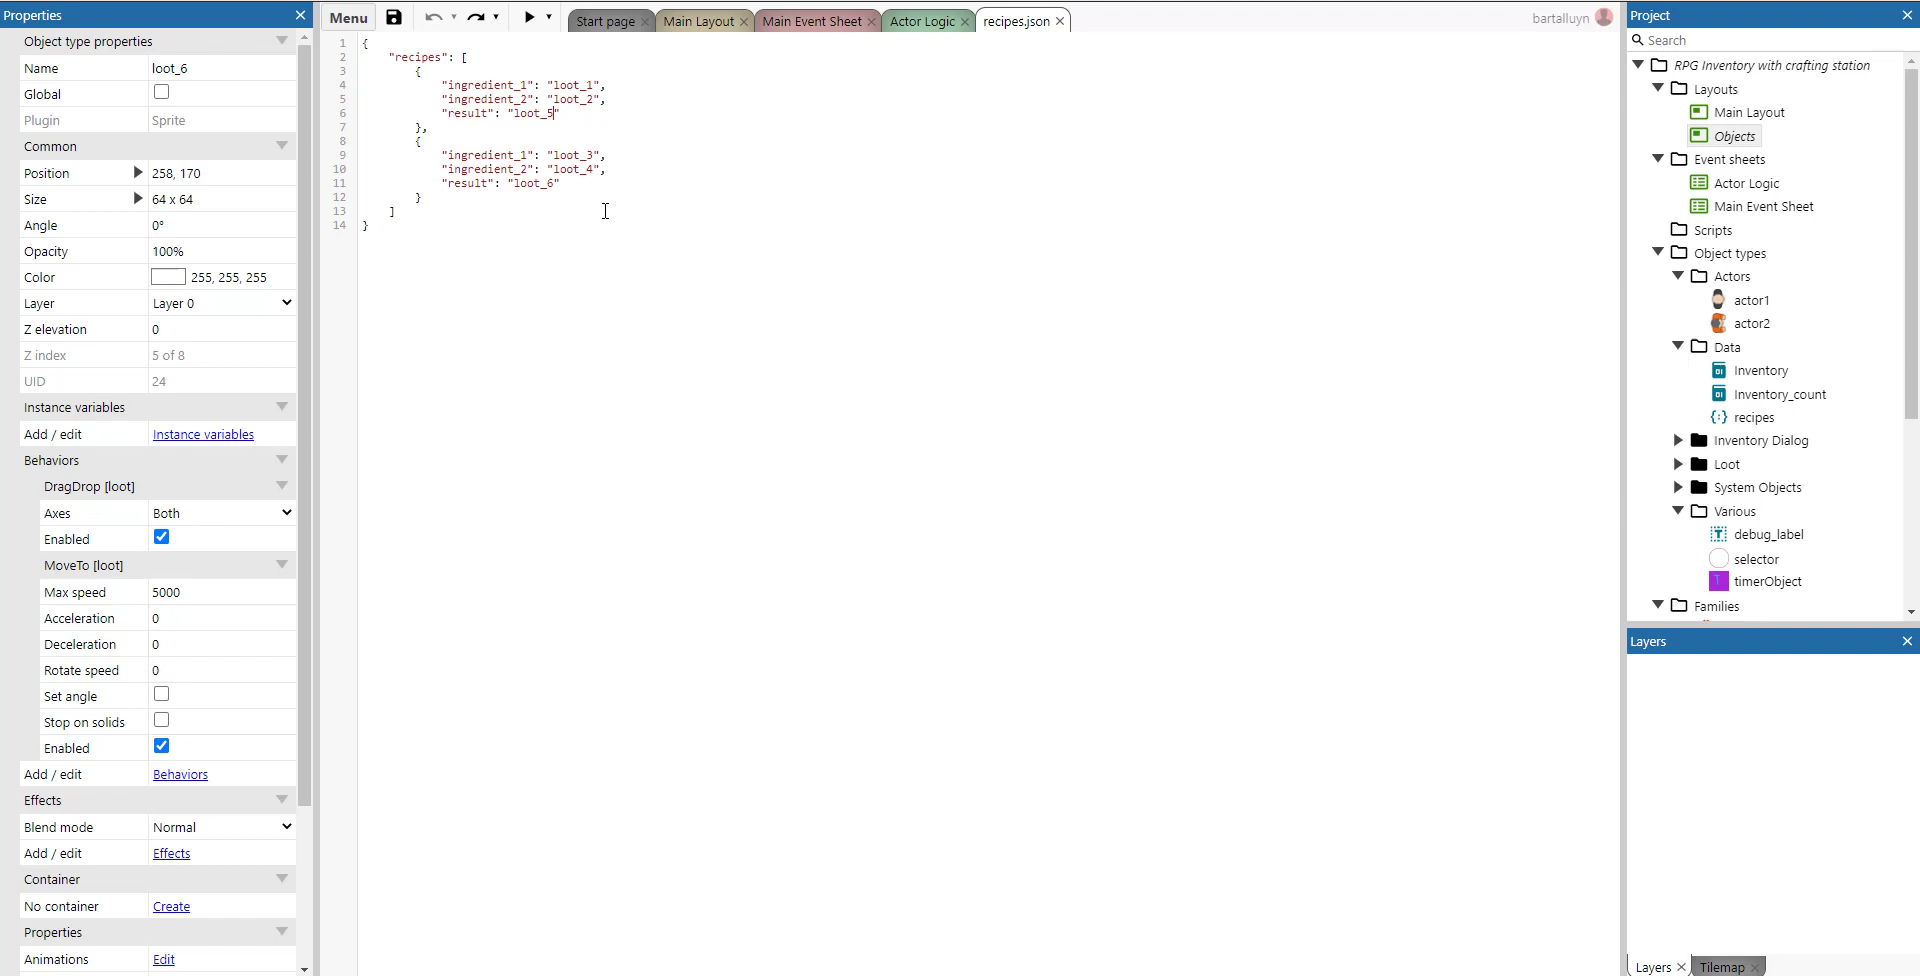 Properties
Object type properties
Name loot_6
Global
Plugin Sprite
Common
Position 258, 170
Size 64 x 64
Angle 0°
Opacity 100%
Color 255, 255, 255
Layer Layer 0
Z elevation 0
Z index 5 of 8
UID 24
Instance variables
Add / edit Instance variables
Behaviors
DragDrop [loot]
Axes Both
Enabled
MoveTo [loot]
Max speed 5000
Acceleration 0
Deceleration 0
Rotate speed 0
Set angle
Stop on solids
Enabled
Add / edit Behaviors
Effects
Blend mode Normal
Add / edit Effects
Container
No container Create
Properties
Animations Edit
Menu
Start page Main Layout Main Event Sheet Actor Logic recipes.json
bartalluyn
1 {
2 "recipes": [
3 {
4 "ingredient_1": "loot_1",
5 "ingredient_2": "loot_2",
6 "result": "loot_5"
7 },
8 {
9 "ingredient_1": "loot_3",
10 "ingredient_2": "loot_4",
11 "result": "loot_6"
12 }
13 ]
14 }
Project
Search
RPG Inventory with crafting station
Layouts
Main Layout
Objects
Event sheets
Actor Logic
Main Event Sheet
Scripts
Object types
Actors
actor1
actor2
Data
Inventory
Inventory_count
recipes
Inventory Dialog
Loot
System Objects
Various
debug_label
selector
timerObject
Families
Layers
Layers Tilemap